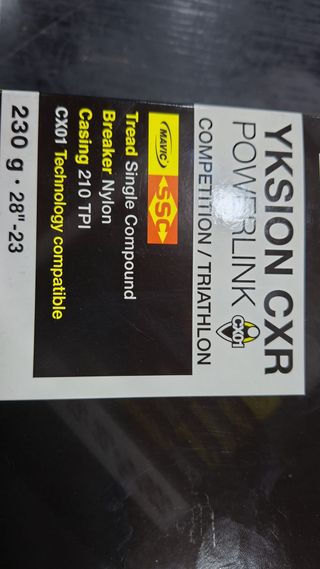 YKSION CXR
POWERLINK CX01
COMPETITION / TRIATHLON
MAVIC SSC
Tread Single Compound
Breaker Nylon
Casing 210 TPI
CX01 Technology compatible
230 g · 28"-23